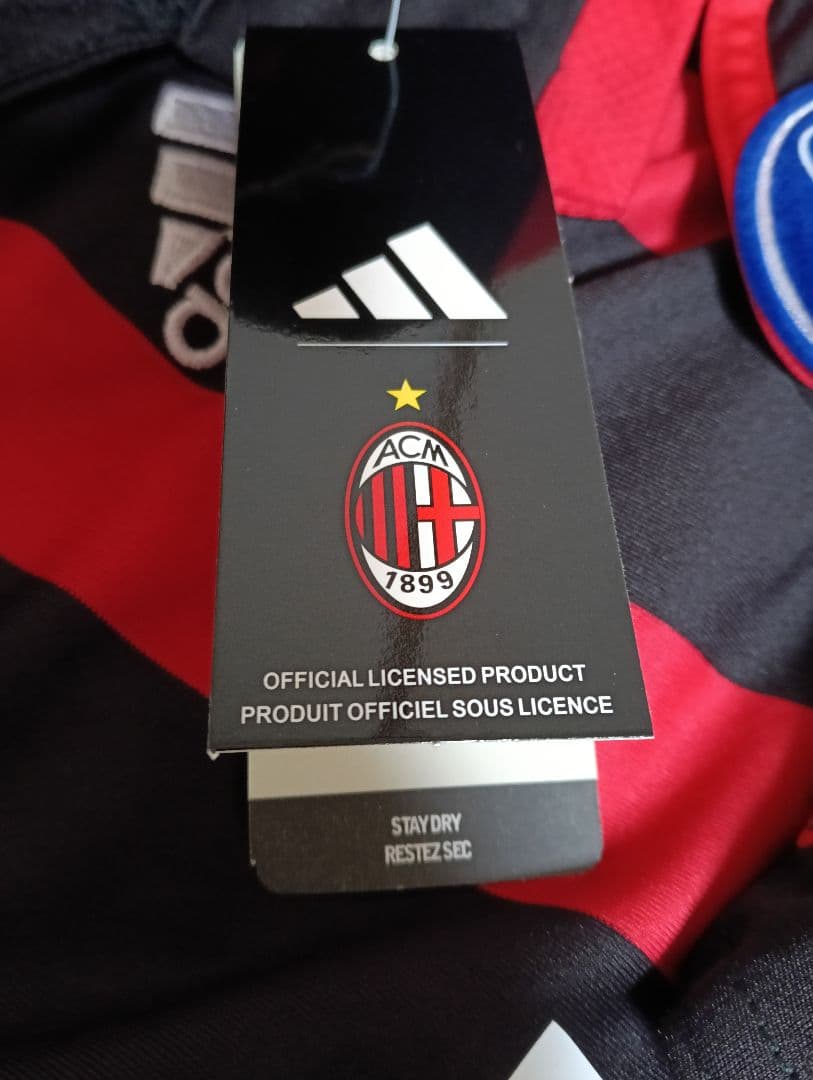 ACM
1899
OFFICIAL LICENSED PRODUCT
PRODUIT OFFICIEL SOUS LICENCE
STAY DRY
RESTEZ SEC